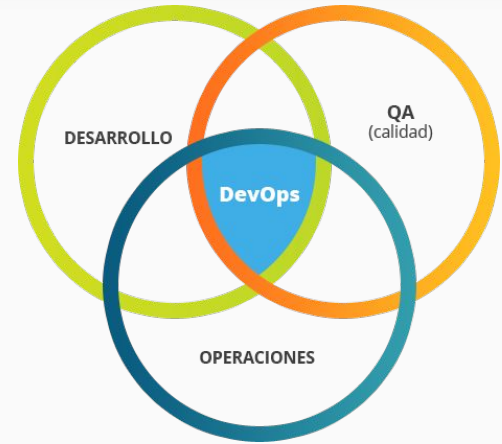 DESARROLLO
QA
(calidad)
DevOps
OPERACIONES